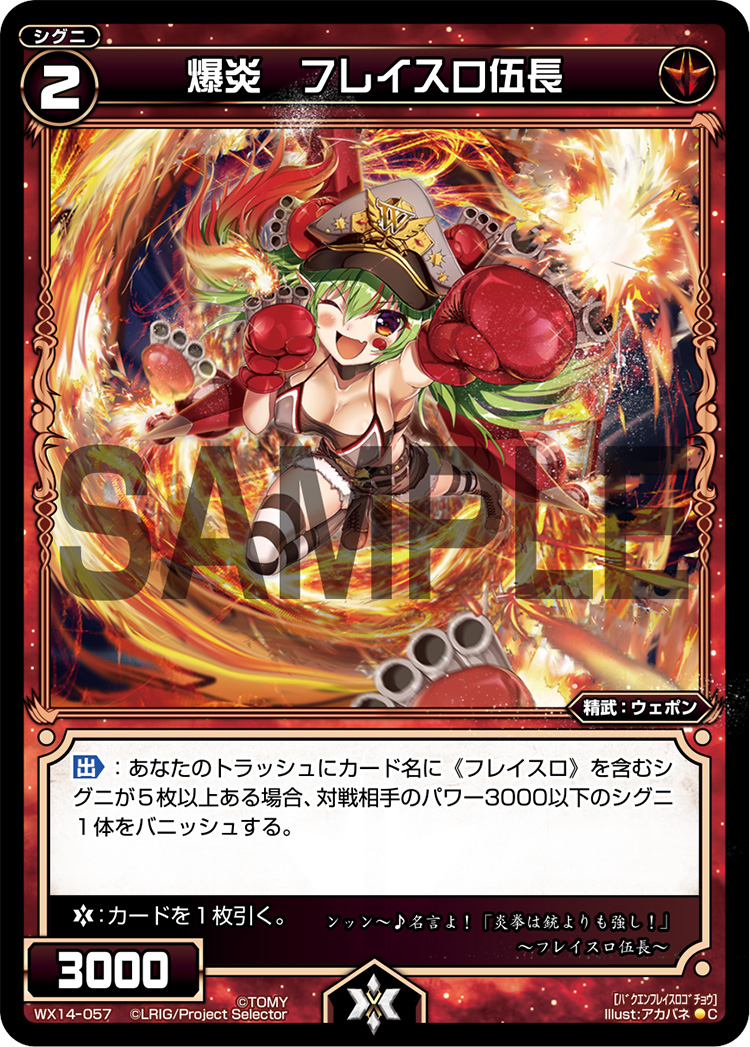 シグニ
2
爆炎　フレイスロ伍長
W
SAMPLE
精武：ウェポン
出：あなたのトラッシュにカード名に《フレイスロ》を含むシ
グニが５枚以上ある場合、対戦相手のパワー3000以下のシグニ
１体をバニッシュする。
：カードを１枚引く。
ンッン～♪名言よ！「炎拳は銃よりも強し！」
～フレイスロ伍長～
3000
WX14-057 ©LRIG/Project Selector
©TOMY
[バクエンフレイスロゴチョウ]
Illust:アカバネ C